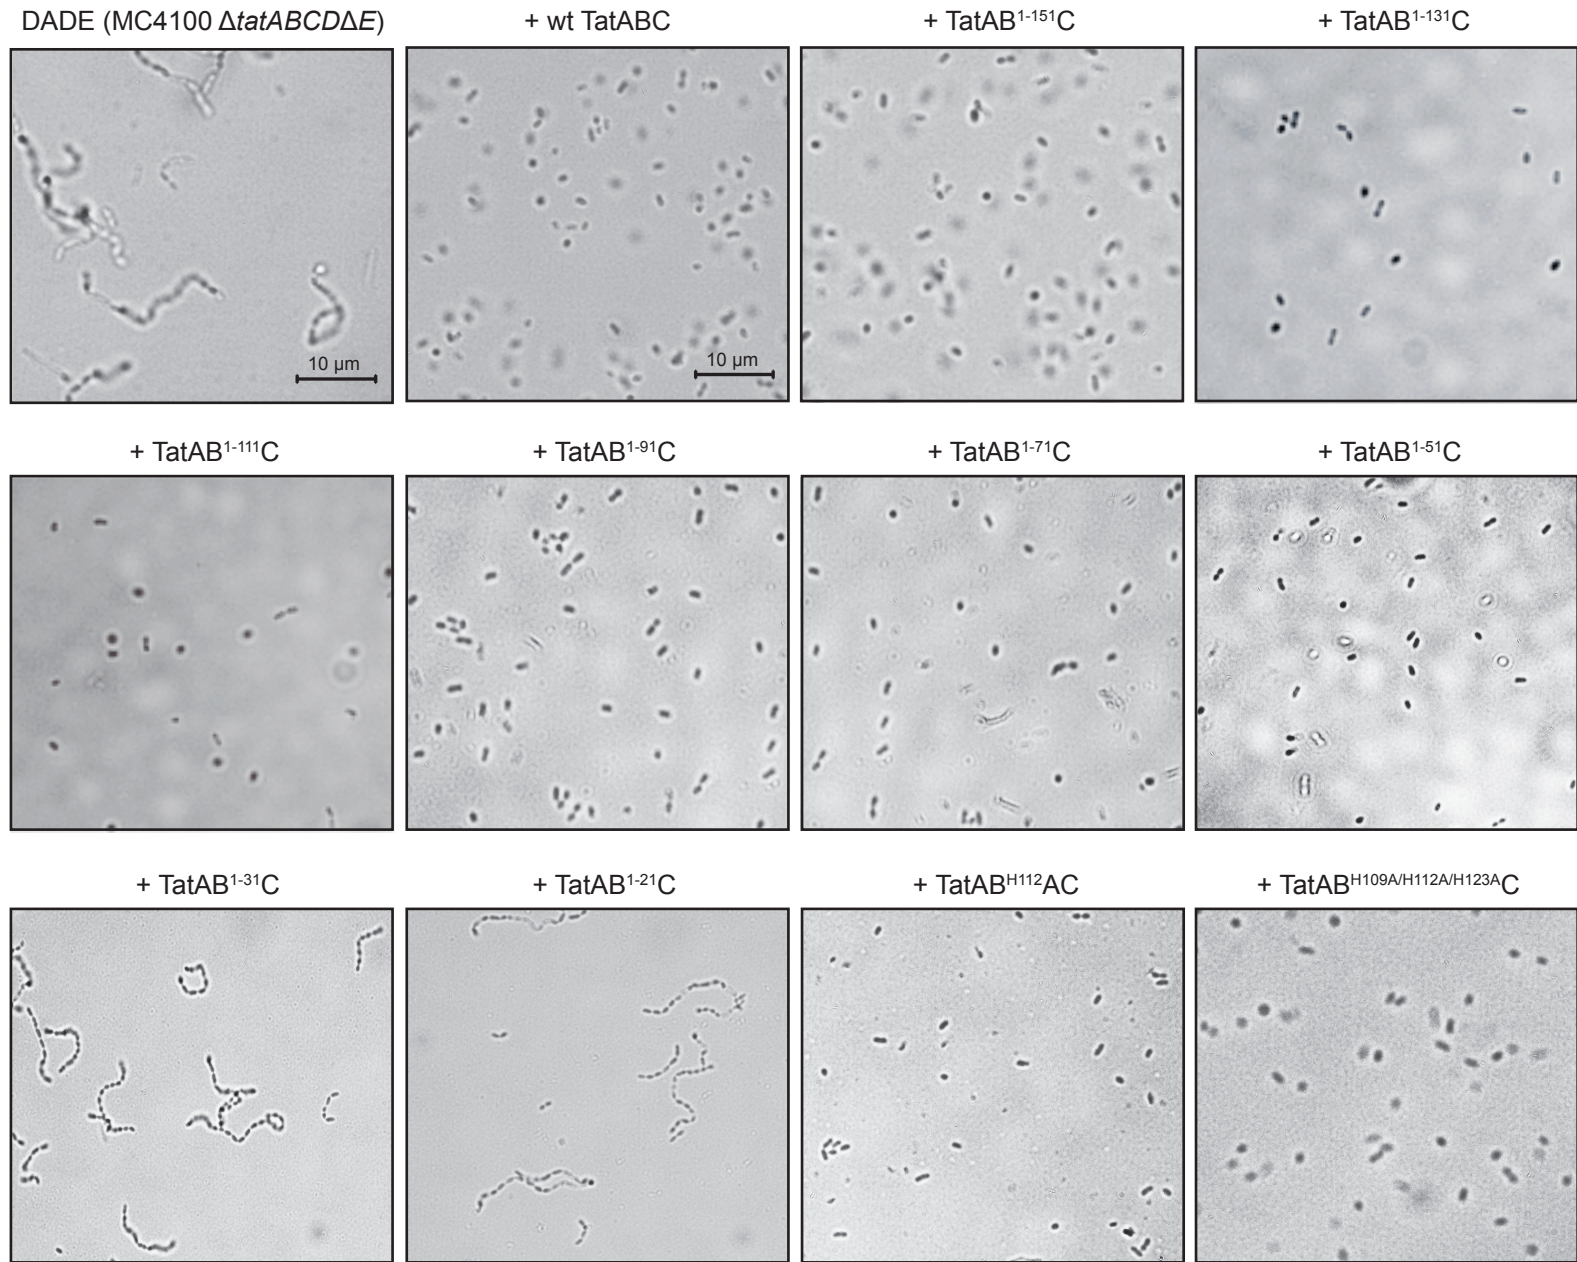 DADE (MC4100 ΔtatABCDΔE)
+ wt TatABC
+ TatAB¹⁻¹⁵¹C
+ TatAB¹⁻¹³¹C
10 μm
10 μm
+ TatAB¹⁻¹¹¹C
+ TatAB¹⁻⁹¹C
+ TatAB¹⁻⁷¹C
+ TatAB¹⁻⁵¹C
+ TatAB¹⁻³¹C
+ TatAB¹⁻²¹C
+ TatABᴴ¹¹²AC
+ TatABᴴ¹⁰⁹ᴬ/ᴴ¹¹²ᴬ/ᴴ¹²³ᴬC